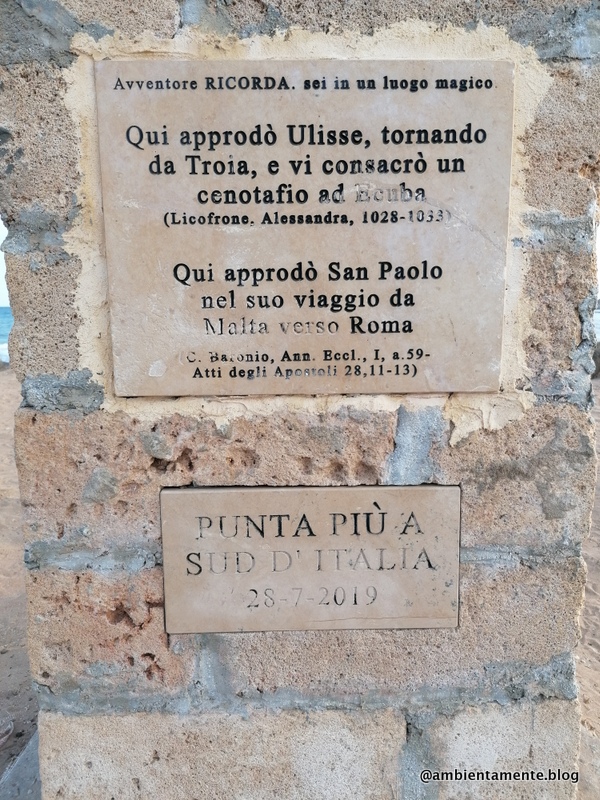 Avventore RICORDA. sei in un luogo magico.
Qui approdò Ulisse, tornando
da Troia, e vi consacrò un
cenotafio ad Ecuba
(Licofrone, Alessandra, 1028-1033)
Qui approdò San Paolo
nel suo viaggio da
Malta verso Roma
(C. Baronio, Ann. Eccl., I, a.59-
Atti degli Apostoli 28,11-13)
PUNTA PIÙ A
SUD D'ITALIA
28-7-2019
@ambientamente.blog